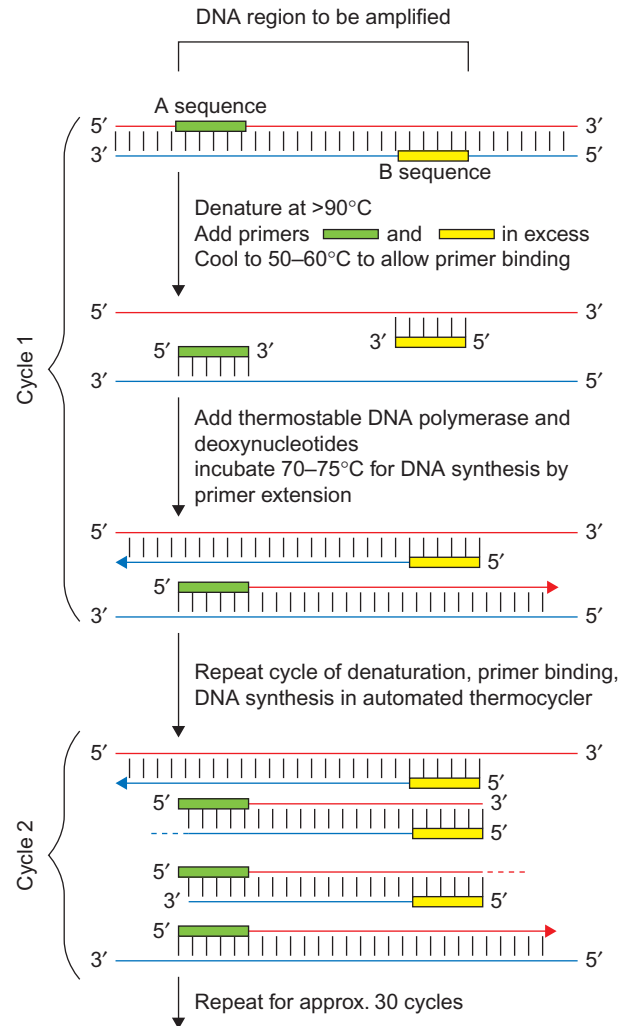 DNA region to be amplified
A sequence
5′ 3′
3′ 5′
B sequence
Denature at >90°C
Add primers and in excess
Cool to 50–60°C to allow primer binding
Cycle 1
5′ 3′
3′ 5′
5′ 3′
3′ 5′
Add thermostable DNA polymerase and
deoxynucleotides
incubate 70–75°C for DNA synthesis by
primer extension
5′ 3′
5′
5′
3′ 5′
Repeat cycle of denaturation, primer binding,
DNA synthesis in automated thermocycler
Cycle 2
5′ 3′
5′
5′ 3′
5′
5′
3′ 5′
5′
3′ 5′
Repeat for approx. 30 cycles